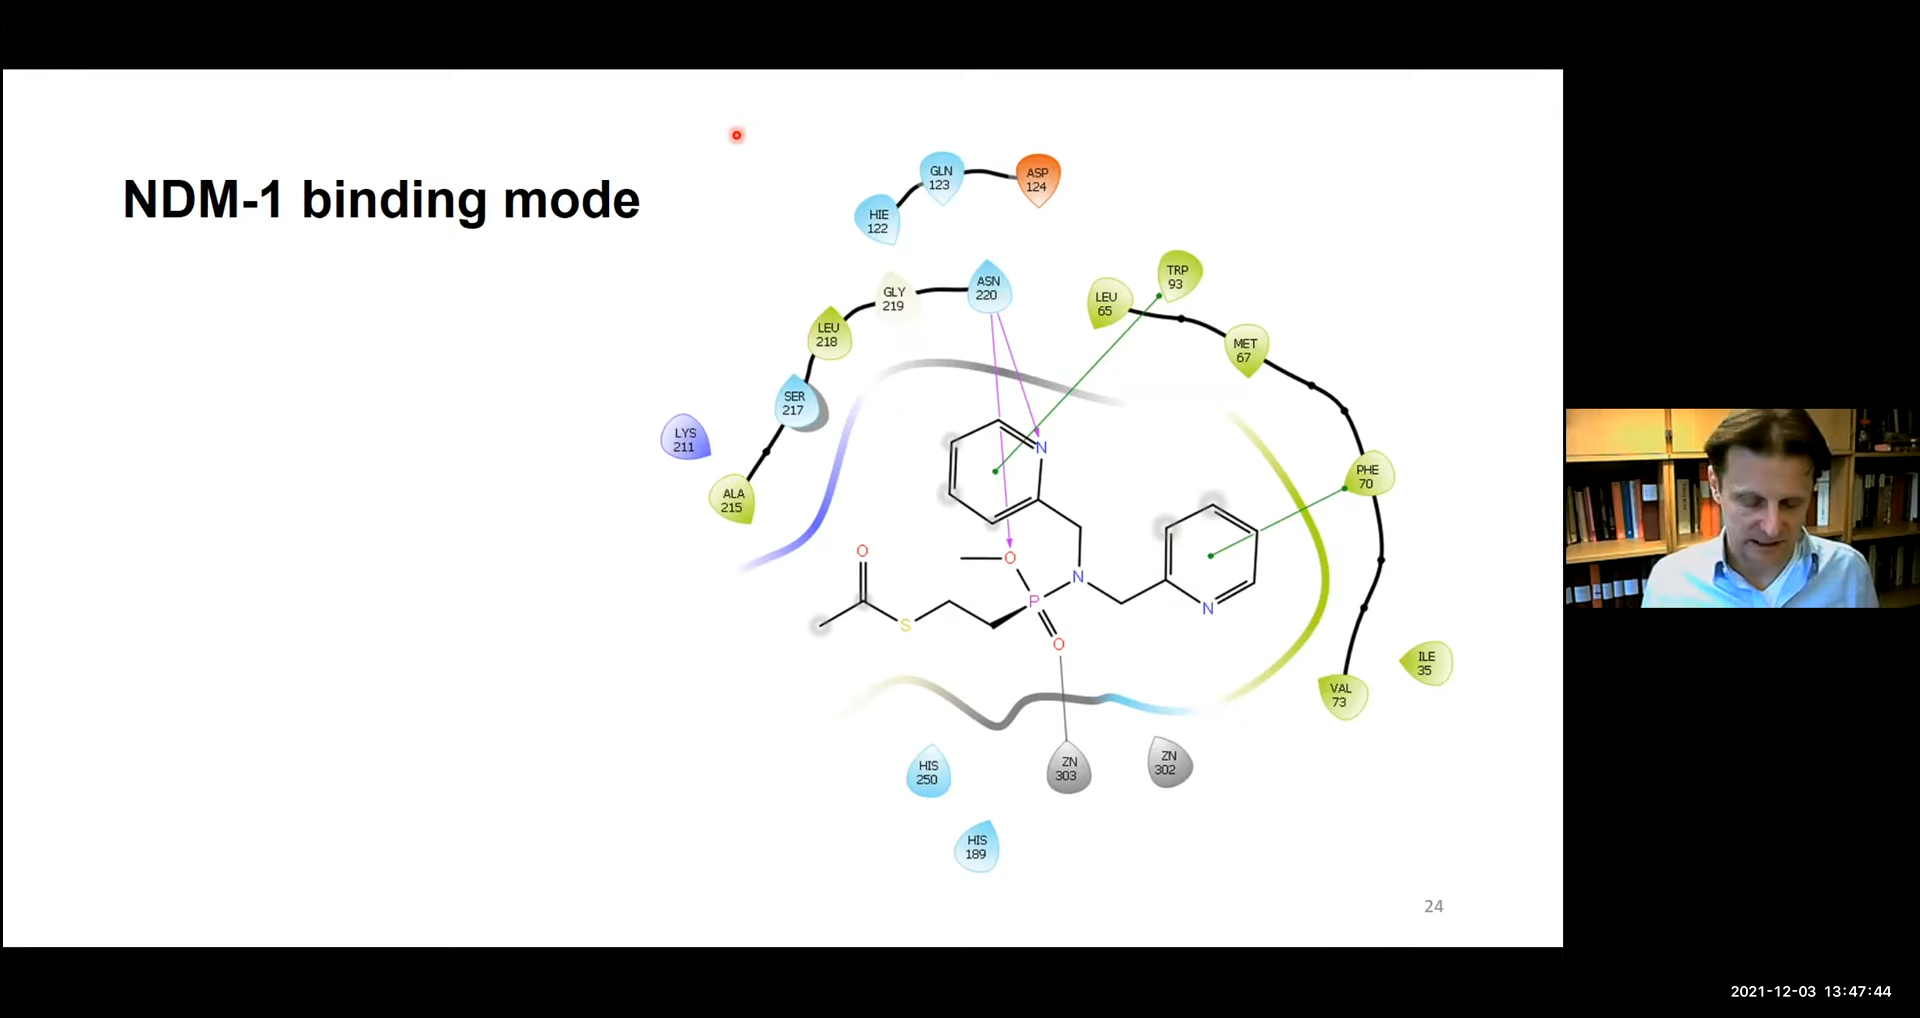 NDM-1 binding mode
GLN
123
ASP
124
HIE
122
TRP
93
ASN
220
LEU
65
GLY
219
LEU
218
MET
67
SER
217
LYS
211
N
PHE
70
ALA
215
O
O
N
P
N
S
O
ILE
35
VAL
73
HIS
250
ZN
303
ZN
302
HIS
189
24
2021-12-03 13:47:44